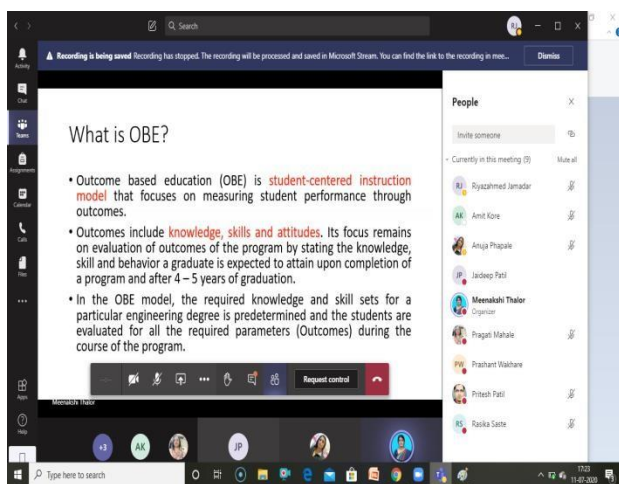 Search
RJ
Recording is being saved Recording has stopped. The recording will be processed and saved in Microsoft Stream. You can find the link to the recording in mee...
Dismiss
Activity
Chat
Teams
Assignments
Calendar
Calls
Files
Apps
Help
What is OBE?
• Outcome based education (OBE) is student-centered instruction
model that focuses on measuring student performance through
outcomes.
• Outcomes include knowledge, skills and attitudes. Its focus remains
on evaluation of outcomes of the program by stating the knowledge,
skill and behavior a graduate is expected to attain upon completion of
a program and after 4 – 5 years of graduation.
• In the OBE model, the required knowledge and skill sets for a
particular engineering degree is predetermined and the students are
evaluated for all the required parameters (Outcomes) during the
course of the program.
Request control
Meenakshi Thalor
+3
AK
JP
People
Invite someone
Currently in this meeting (9)
Mute all
RJ Riyazahmed Jamadar
AK Amit Kore
Anuja Phapale
JP Jaideep Patil
Meenakshi Thalor
Organizer
Pragati Mahale
PW Prashant Wakhare
Pritesh Patil
RS Rasika Saste
Type here to search
17:23
11-07-2020